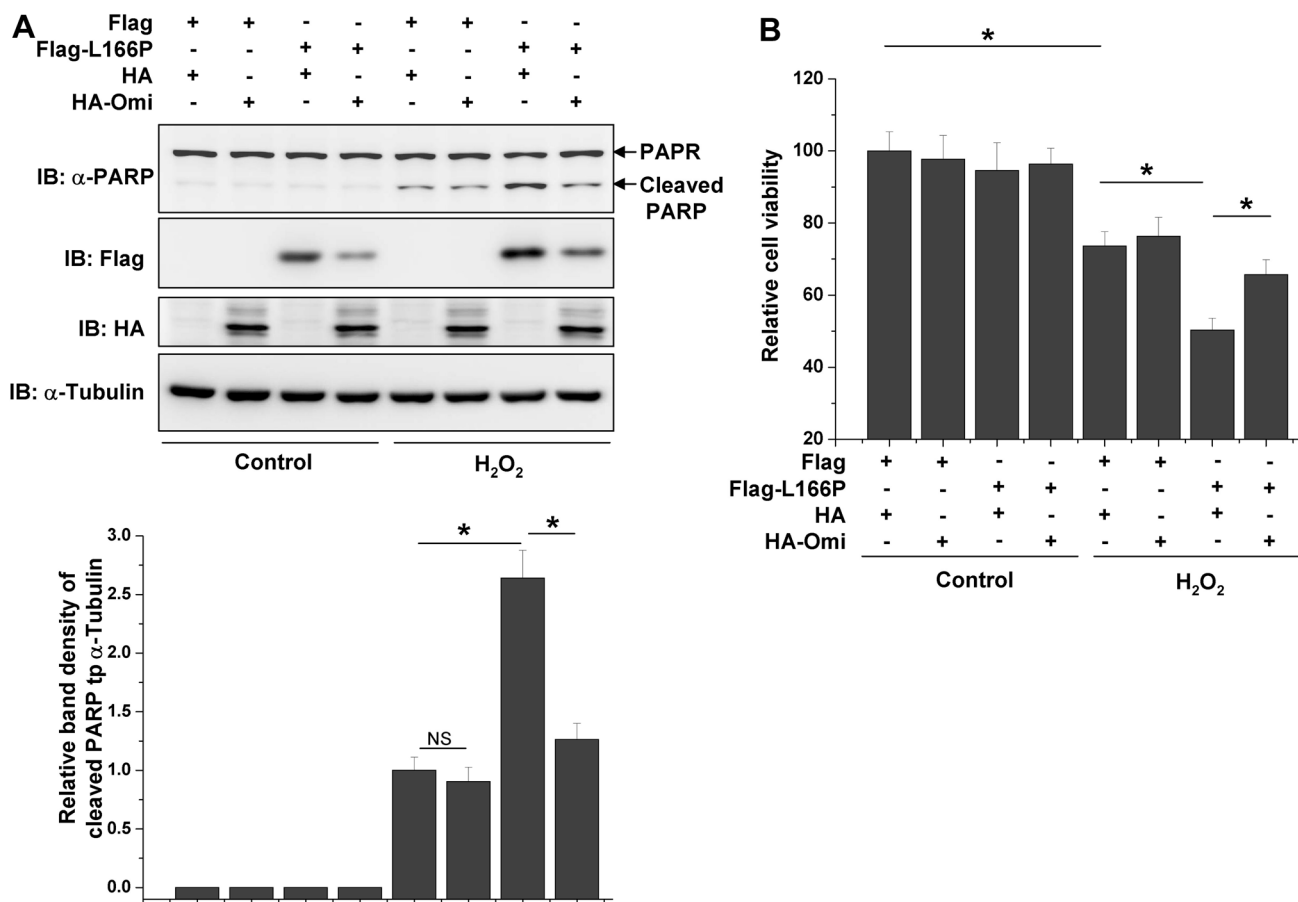 A
Flag + + - - + + - -
Flag-L166P - - + + - - + +
HA + - + - + - + -
HA-Omi - + - + - + - +
IB: α-PARP
PAPR
Cleaved
PARP
IB: Flag
IB: HA
IB: α-Tubulin
Control H₂O₂
Relative band density of
cleaved PARP tp α-Tubulin
3.0
2.5
2.0
1.5
1.0
0.5
0.0
* *
NS
B
*
* *
Relative cell viability
120
100
80
60
40
20
Flag + + - - + + - -
Flag-L166P - - + + - - + +
HA + - + - + - + -
HA-Omi - + - + - + - +
Control H₂O₂